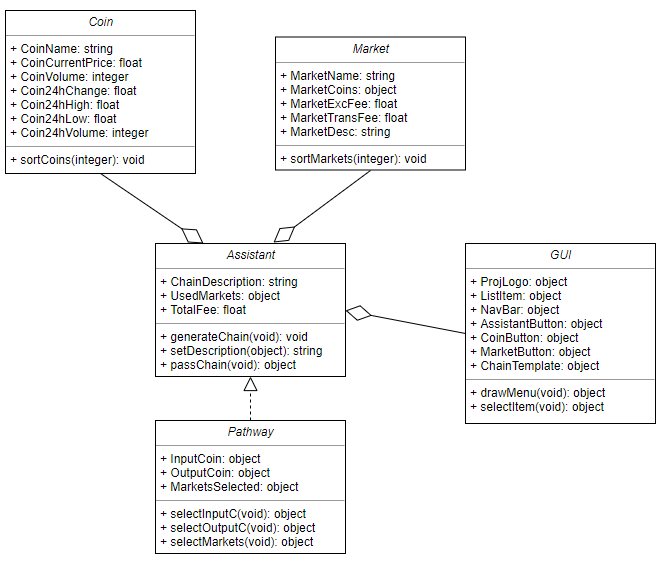 Coin
+ CoinName: string
+ CoinCurrentPrice: float
+ CoinVolume: integer
+ Coin24hChange: float
+ Coin24hHigh: float
+ Coin24hLow: float
+ Coin24hVolume: integer
+ sortCoins(integer): void
Market
+ MarketName: string
+ MarketCoins: object
+ MarketExcFee: float
+ MarketTransFee: float
+ MarketDesc: string
+ sortMarkets(integer): void
Assistant
+ ChainDescription: string
+ UsedMarkets: object
+ TotalFee: float
+ generateChain(void): void
+ setDescription(object): string
+ passChain(void): object
GUI
+ ProjLogo: object
+ ListItem: object
+ NavBar: object
+ AssistantButton: object
+ CoinButton: object
+ MarketButton: object
+ ChainTemplate: object
+ drawMenu(void): object
+ selectItem(void): object
Pathway
+ InputCoin: object
+ OutputCoin: object
+ MarketsSelected: object
+ selectInputC(void): object
+ selectOutputC(void): object
+ selectMarkets(void): object